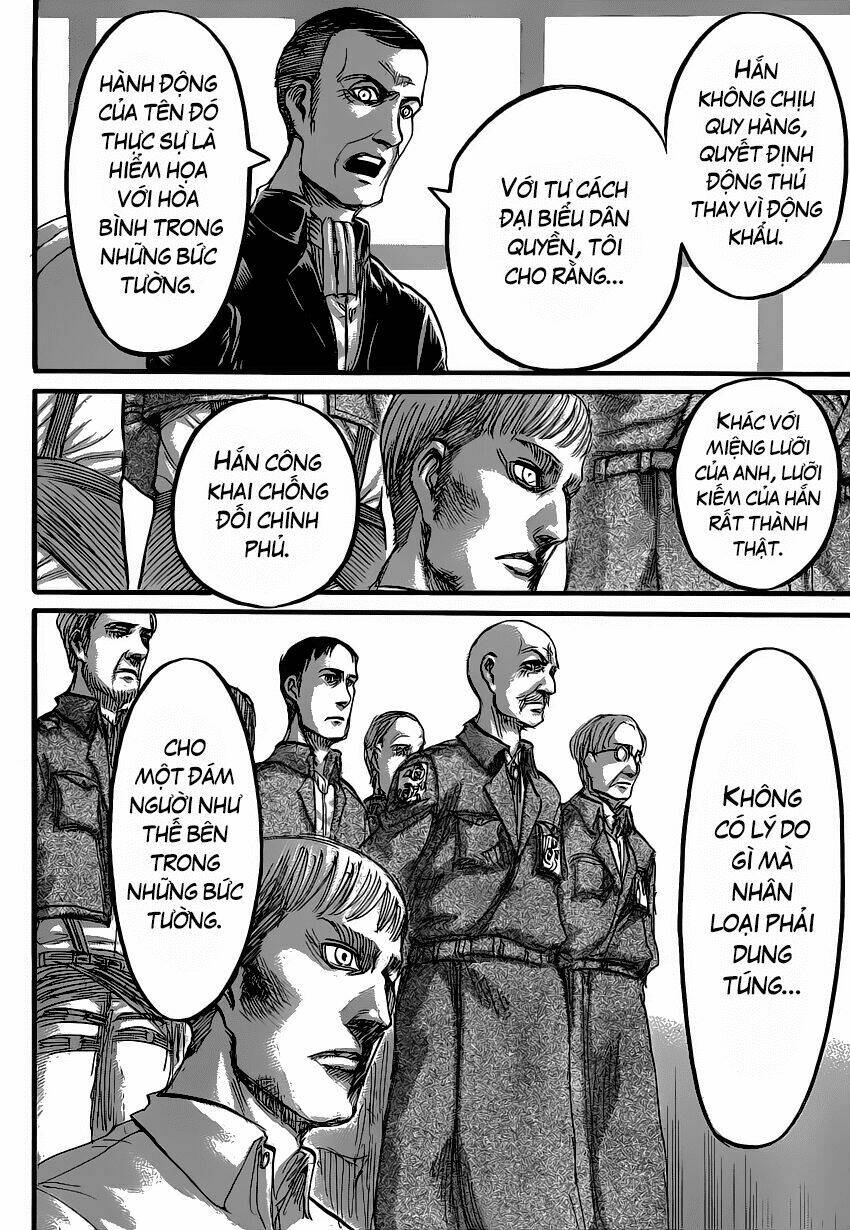 HẮN
KHÔNG CHỊU
QUY HÀNG,
QUYẾT ĐỊNH
ĐỘNG THỦ
THAY VÌ ĐỘNG
KHẨU.
VỚI TƯ CÁCH
ĐẠI BIỂU DÂN
QUYỀN, TÔI
CHO RẰNG...
HÀNH ĐỘNG
CỦA TÊN ĐÓ
THỰC SỰ LÀ
HIỂM HỌA
VỚI HÒA
BÌNH TRONG
NHỮNG BỨC
TƯỜNG.
KHÁC VỚI
MIỆNG LƯỠI
CỦA ANH, LƯỠI
KIẾM CỦA HẮN
RẤT THÀNH
THẬT.
HẮN CÔNG
KHAI CHỐNG
ĐỐI CHÍNH
PHỦ.
KHÔNG
CÓ LÝ DO
GÌ MÀ
NHÂN
LOẠI PHẢI
DUNG
TÚNG...
CHO
MỘT ĐÁM
NGƯỜI NHƯ
THẾ BÊN
TRONG
NHỮNG BỨC
TƯỜNG.